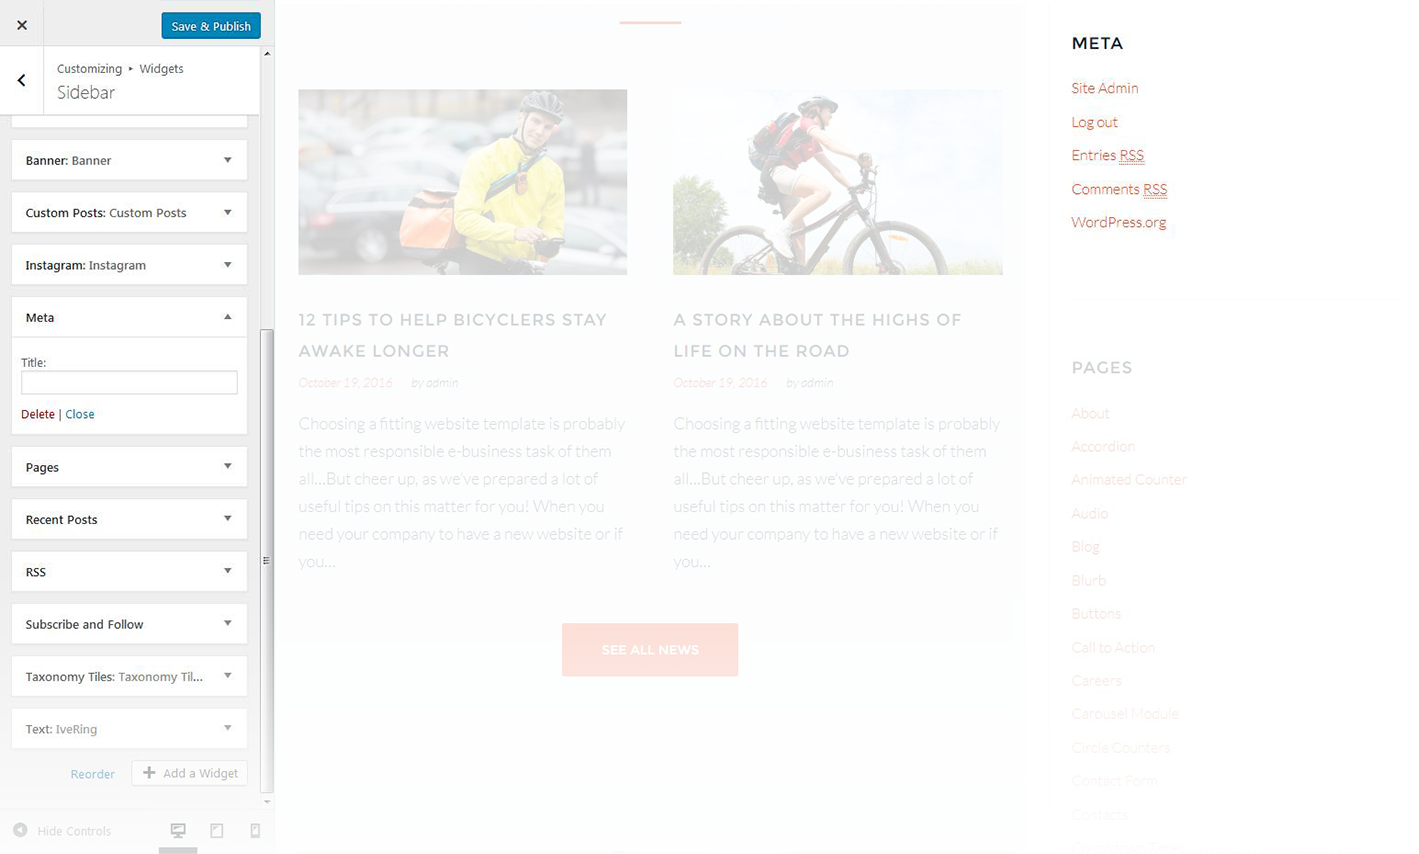 Save & Publish
Customizing ▸ Widgets
Sidebar
Banner: Banner
Custom Posts: Custom Posts
Instagram: Instagram
Meta
Title:
Delete | Close
Pages
Recent Posts
RSS
Subscribe and Follow
Taxonomy Tiles: Taxonomy Til...
Text: IveRing
Reorder
Add a Widget
Hide Controls
12 TIPS TO HELP BICYCLERS STAY
AWAKE LONGER
October 19, 2016 by admin
Choosing a fitting website template is probably
the most responsible e-business task of them
all...But cheer up, as we've prepared a lot of
useful tips on this matter for you! When you
need your company to have a new website or if
you...
A STORY ABOUT THE HIGHS OF
LIFE ON THE ROAD
October 19, 2016 by admin
Choosing a fitting website template is probably
the most responsible e-business task of them
all...But cheer up, as we've prepared a lot of
useful tips on this matter for you! When you
need your company to have a new website or if
you...
SEE ALL NEWS
META
Site Admin
Log out
Entries RSS
Comments RSS
WordPress.org
PAGES
About
Accordion
Animated Counter
Audio
Blog
Blurb
Buttons
Call to Action
Careers
Carousel Module
Circle Counters
Contact Form
Contacts